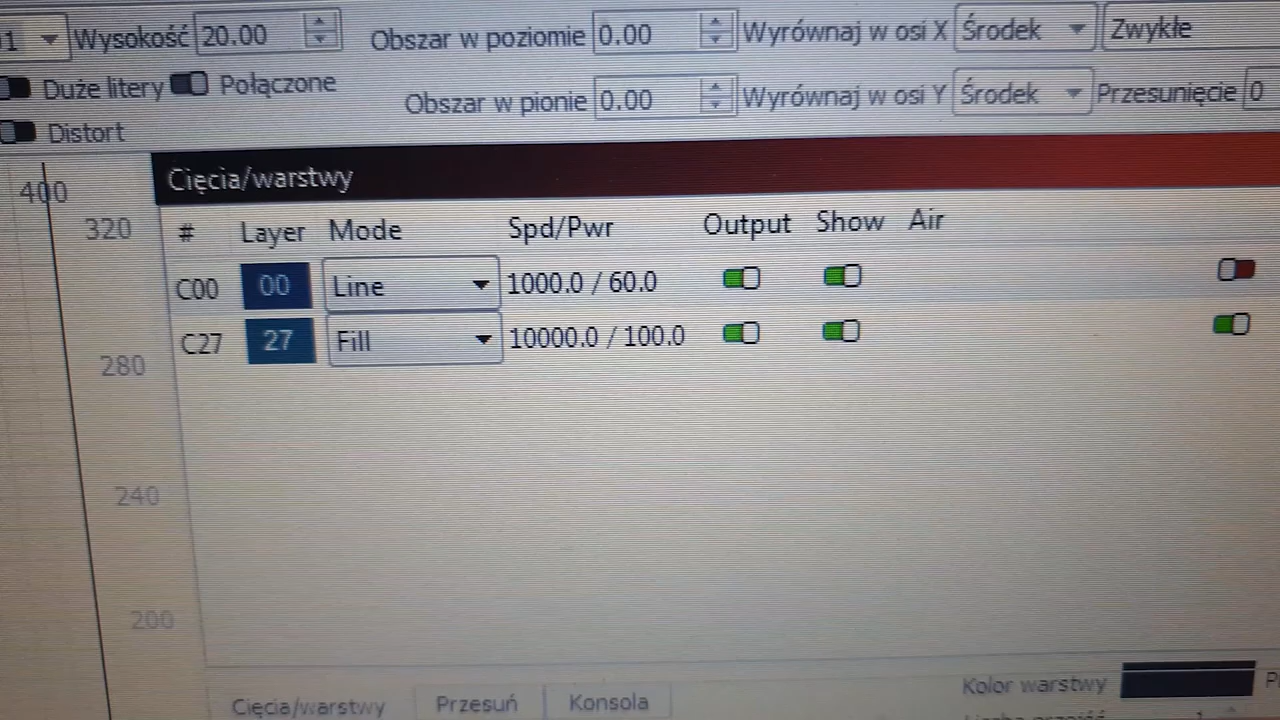 01 Wysokość 20.00 Obszar w poziomie 0.00 Wyrównaj w osi X Środek Zwykłe
Duże litery Połączone
Obszar w pionie 0.00 Wyrównaj w osi Y Środek Przesunięcie 0
Distort
Cięcia/warstwy
400
320
# Layer Mode Spd/Pwr Output Show Air
C00 00 Line 1000.0 / 60.0
C27 27 Fill 10000.0 / 100.0
280
240
200
Cięcia/warstwy Przesuń Konsola Kolor warstwy